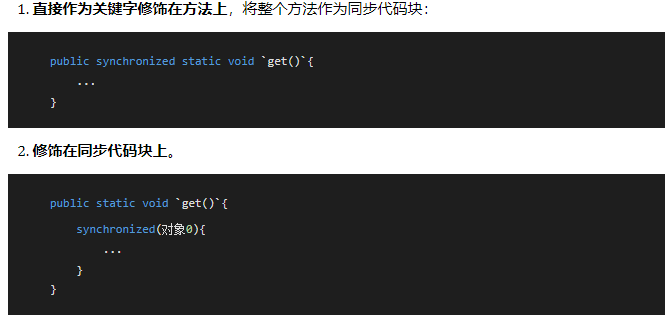 1. 直接作为关键字修饰在方法上，将整个方法作为同步代码块：
public synchronized static void `get()`{
...
}
2. 修饰在同步代码块上。
public static void `get()`{
synchronized(对象0){
...
}
}